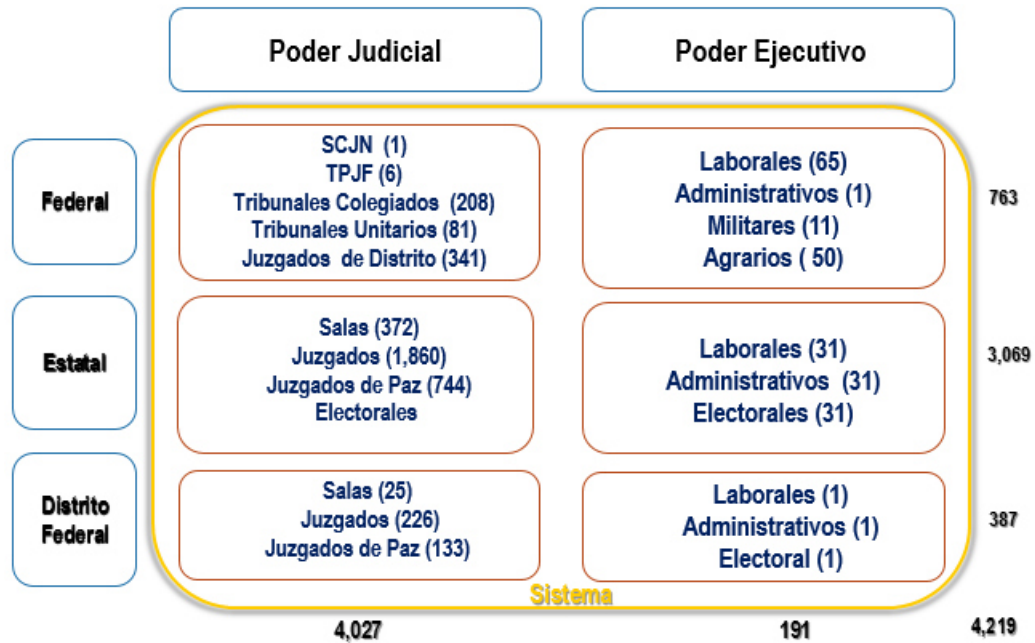 Poder Judicial
Poder Ejecutivo
Federal
SCJN (1)
TPJF (6)
Tribunales Colegiados (208)
Tribunales Unitarios (81)
Juzgados de Distrito (341)
Laborales (65)
Administrativos (1)
Militares (11)
Agrarios ( 50)
763
Estatal
Salas (372)
Juzgados (1,860)
Juzgados de Paz (744)
Electorales
Laborales (31)
Administrativos (31)
Electorales (31)
3,069
Distrito
Federal
Salas (25)
Juzgados (226)
Juzgados de Paz (133)
Laborales (1)
Administrativos (1)
Electoral (1)
387
Sistema
4,027
191
4,219